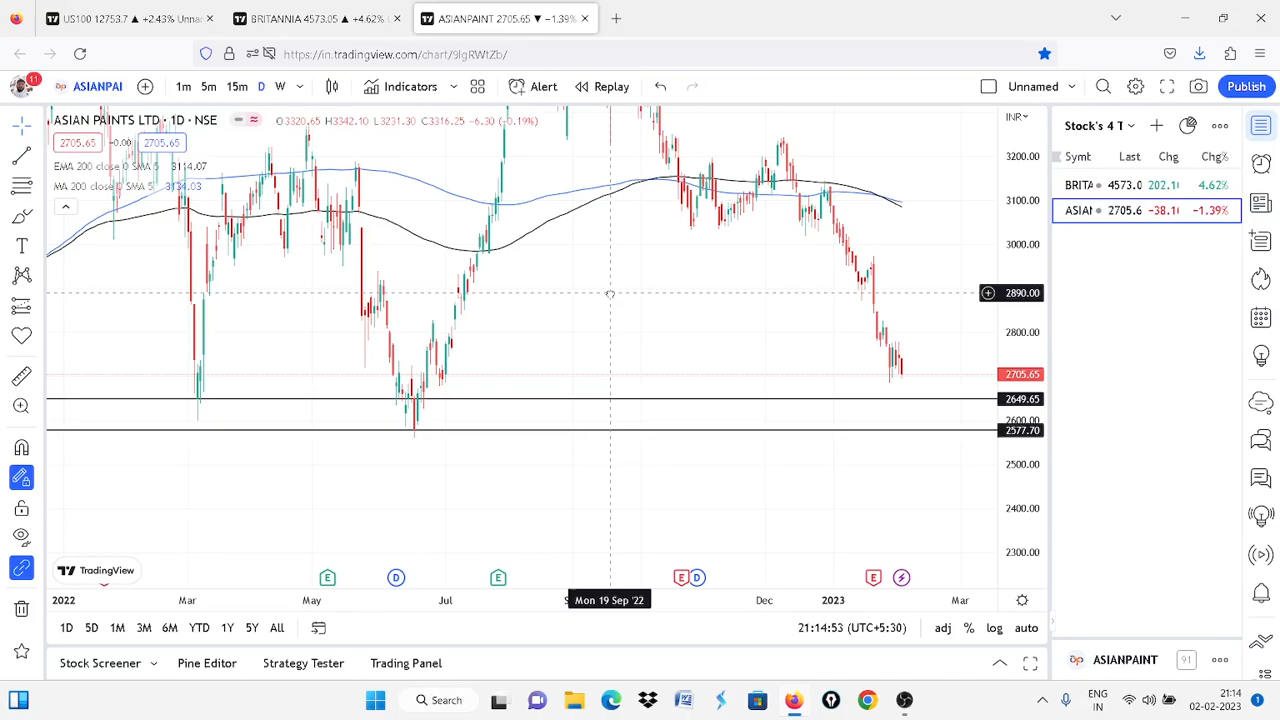 US100 12753.7 ▲ +2.43% Unna
BRITANNIA 4573.05 ▲ +4.62% U
ASIANPAINT 2705.65 ▼ −1.39%
https://in.tradingview.com/chart/9lgRWtZb/
11
ASIANPAI
1m 5m 15m D W
Indicators
Alert
Replay
Unnamed
Publish
ASIAN PAINTS LTD · 1D · NSE
O3320.65 H3342.10 L3231.30 C3316.25 −6.30 (−0.19%)
2705.65 −0.00 2705.65
EMA 200 close 0 SMA 5 3114.07
MA 200 close 0 SMA 5 3134.03
INR
3200.00
3100.00
3000.00
2890.00
2800.00
2705.65
2649.65
2600.00
2577.70
2500.00
2400.00
2300.00
Stock's 4 T
Symt Last Chg Chg%
BRITA 4573.0 202.1 4.62%
ASIAN 2705.6 −38.1 −1.39%
TradingView
E D E E D E
2022 Mar May Jul S Mon 19 Sep '22 Dec 2023 Mar
1D 5D 1M 3M 6M YTD 1Y 5Y All
21:14:53 (UTC+5:30)
adj % log auto
Stock Screener
Pine Editor
Strategy Tester
Trading Panel
ASIANPAINT 91
Search
ENG
IN
21:14
02-02-2023
1